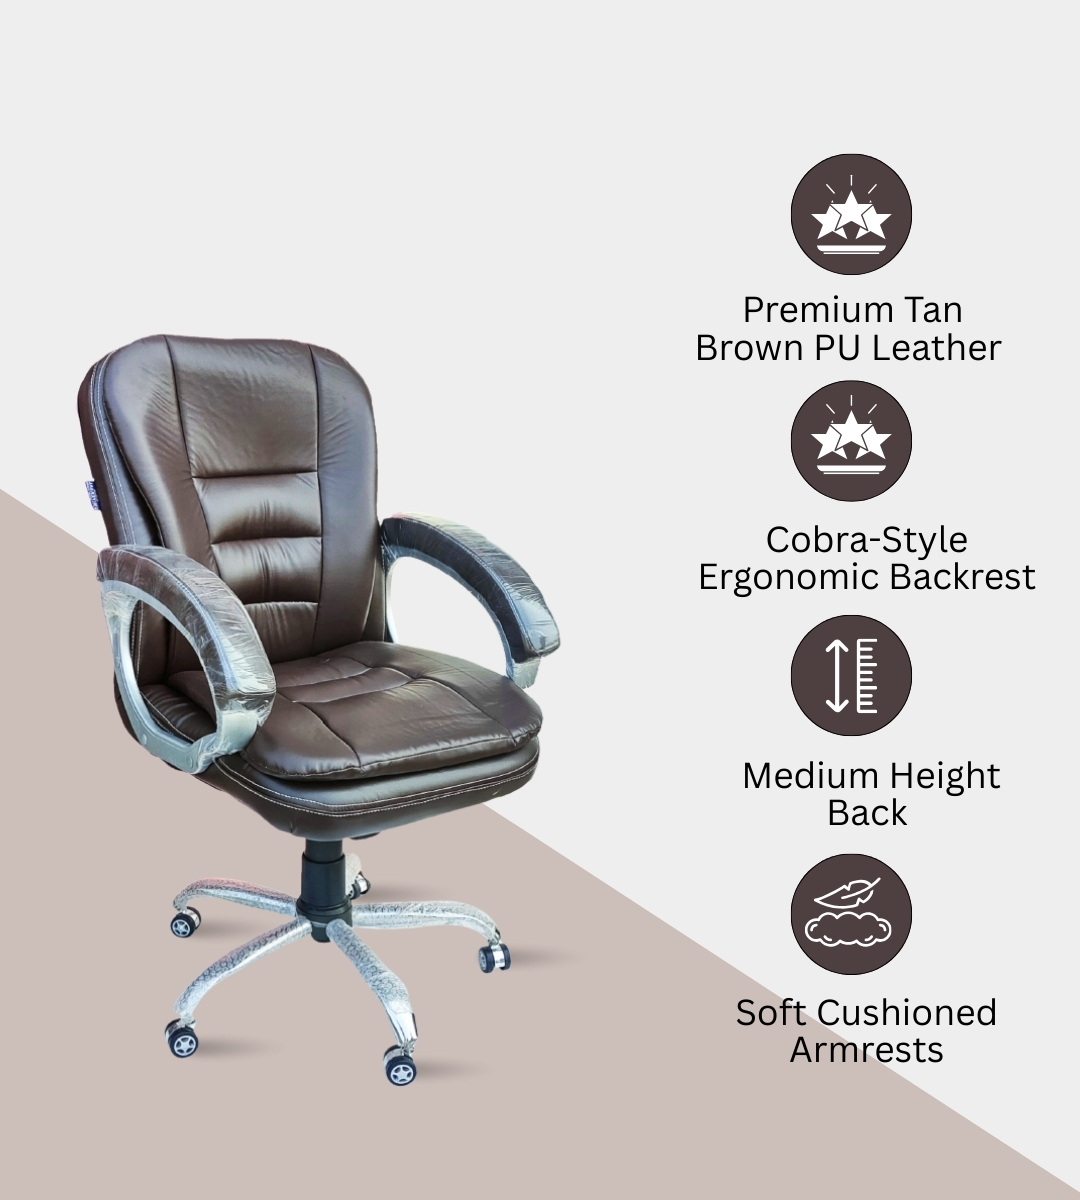 Premium Tan
Brown PU Leather
Cobra-Style
Ergonomic Backrest
Medium Height
Back
Soft Cushioned
Armrests